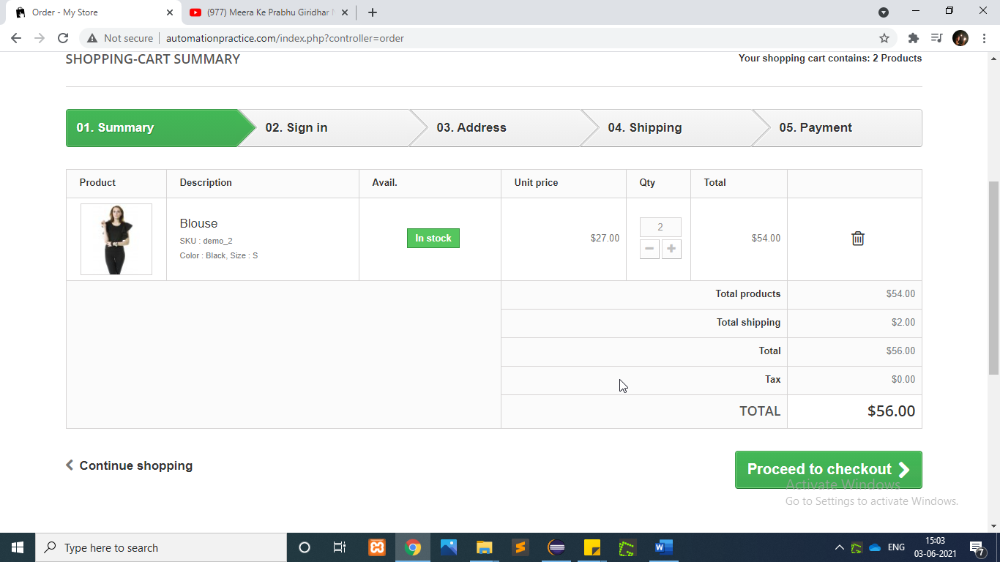 Order - My Store
(977) Meera Ke Prabhu Giridhar
Not secure
automationpractice.com/index.php?controller=order
SHOPPING-CART SUMMARY
Your shopping cart contains: 2 Products
01. Summary
02. Sign in
03. Address
04. Shipping
05. Payment
Product
Description
Avail.
Unit price
Qty
Total
Blouse
SKU : demo_2
Color : Black, Size : S
In stock
$27.00
2
$54.00
Total products
$54.00
Total shipping
$2.00
Total
$56.00
Tax
$0.00
TOTAL
$56.00
Continue shopping
Proceed to checkout
Activate Windows
Go to Settings to activate Windows.
Type here to search
ENG
15:03
03-06-2021
7